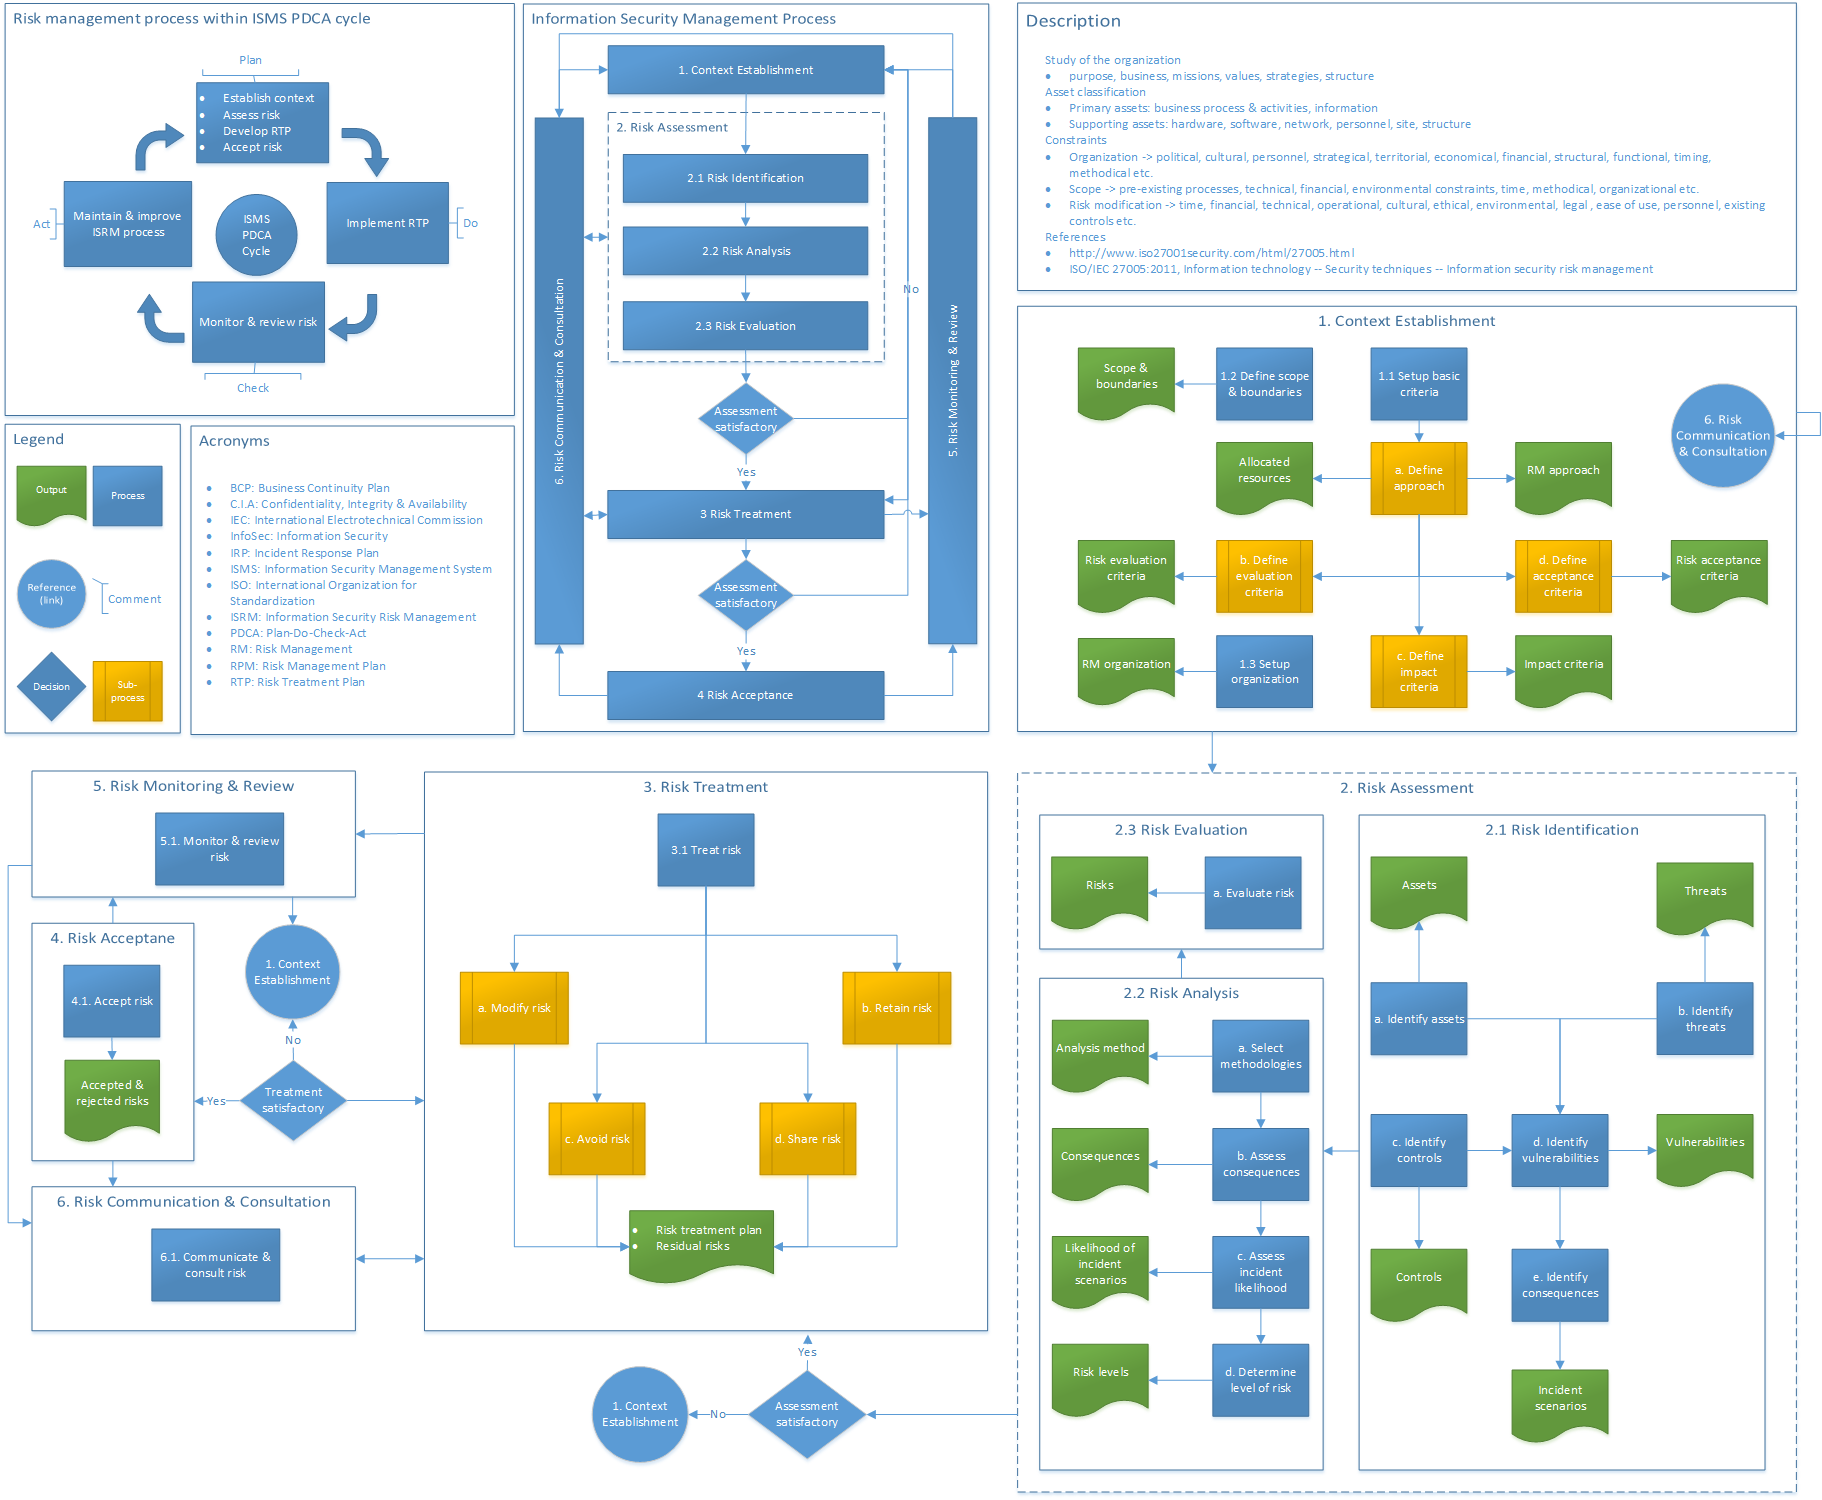 Risk management process within ISMS PDCA cycle
Plan
• Establish context
• Assess risk
• Develop RTP
• Accept risk
Act
Maintain & improve
ISRM process
ISMS
PDCA
Cycle
Implement RTP
Do
Monitor & review risk
Check
Legend
Output
Process
Reference
(link)
Comment
Decision
Sub-
process
Acronyms
• BCP: Business Continuity Plan
• C.I.A: Confidentiality, Integrity & Availability
• IEC: International Electrotechnical Commission
• InfoSec: Information Security
• IRP: Incident Response Plan
• ISMS: Information Security Management System
• ISO: International Organization for
Standardization
• ISRM: Information Security Risk Management
• PDCA: Plan-Do-Check-Act
• RM: Risk Management
• RPM: Risk Management Plan
• RTP: Risk Treatment Plan
Information Security Management Process
1. Context Establishment
2. Risk Assessment
2.1 Risk Identification
2.2 Risk Analysis
2.3 Risk Evaluation
No
6. Risk Communication & Consultation
5. Risk Monitoring & Review
Assessment
satisfactory
Yes
3 Risk Treatment
Assessment
satisfactory
Yes
4 Risk Acceptance
Description
Study of the organization
• purpose, business, missions, values, strategies, structure
Asset classification
• Primary assets: business process & activities, information
• Supporting assets: hardware, software, network, personnel, site, structure
Constraints
• Organization -> political, cultural, personnel, strategical, territorial, economical, financial, structural, functional, timing,
methodical etc.
• Scope -> pre-existing processes, technical, financial, environmental constraints, time, methodical, organizational etc.
• Risk modification -> time, financial, technical, operational, cultural, ethical, environmental, legal , ease of use, personnel, existing
controls etc.
References
• http://www.iso27001security.com/html/27005.html
• ISO/IEC 27005:2011, Information technology -- Security techniques -- Information security risk management
1. Context Establishment
Scope &
boundaries
1.2 Define scope
& boundaries
1.1 Setup basic
criteria
6. Risk
Communication
& Consultation
Allocated
resources
a. Define
approach
RM approach
Risk evaluation
criteria
b. Define
evaluation
criteria
d. Define
acceptance
criteria
Risk acceptance
criteria
RM organization
1.3 Setup
organization
c. Define
impact
criteria
Impact criteria
5. Risk Monitoring & Review
5.1. Monitor & review
risk
4. Risk Acceptane
4.1. Accept risk
Accepted &
rejected risks
1. Context
Establishment
No
Treatment
satisfactory
Yes
6. Risk Communication & Consultation
6.1. Communicate &
consult risk
3. Risk Treatment
3.1 Treat risk
a. Modify risk
b. Retain risk
c. Avoid risk
d. Share risk
• Risk treatment plan
• Residual risks
Yes
1. Context
Establishment
No
Assessment
satisfactory
2. Risk Assessment
2.3 Risk Evaluation
Risks
a. Evaluate risk
2.2 Risk Analysis
Analysis method
a. Select
methodologies
Consequences
b. Assess
consequences
Likelihood of
incident
scenarios
c. Assess
incident
likelihood
Risk levels
d. Determine
level of risk
2.1 Risk Identification
Assets
Threats
a. Identify assets
b. Identify
threats
c. Identify
controls
d. Identify
vulnerabilities
Vulnerabilities
Controls
e. Identify
consequences
Incident
scenarios